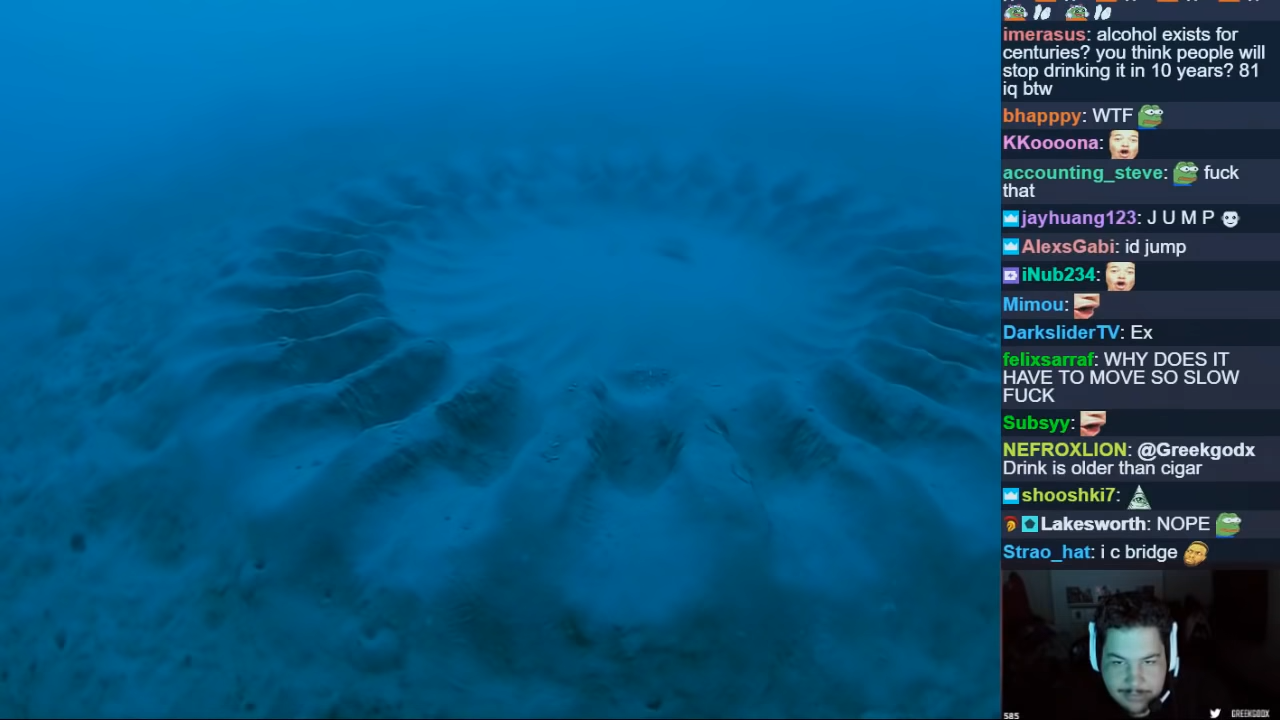 imerasus: alcohol exists for
centuries? you think people will
stop drinking it in 10 years? 81
iq btw
bhapppy: WTF
KKoooona:
accounting_steve: fuck
that
jayhuang123: J U M P
AlexsGabi: id jump
iNub234:
Mimou:
DarksliderTV: Ex
felixsarraf: WHY DOES IT
HAVE TO MOVE SO SLOW
FUCK
Subsyy:
NEFROXLION: @Greekgodx
Drink is older than cigar
shooshki7:
Lakesworth: NOPE
Strao_hat: i c bridge
585
GREEKGODX